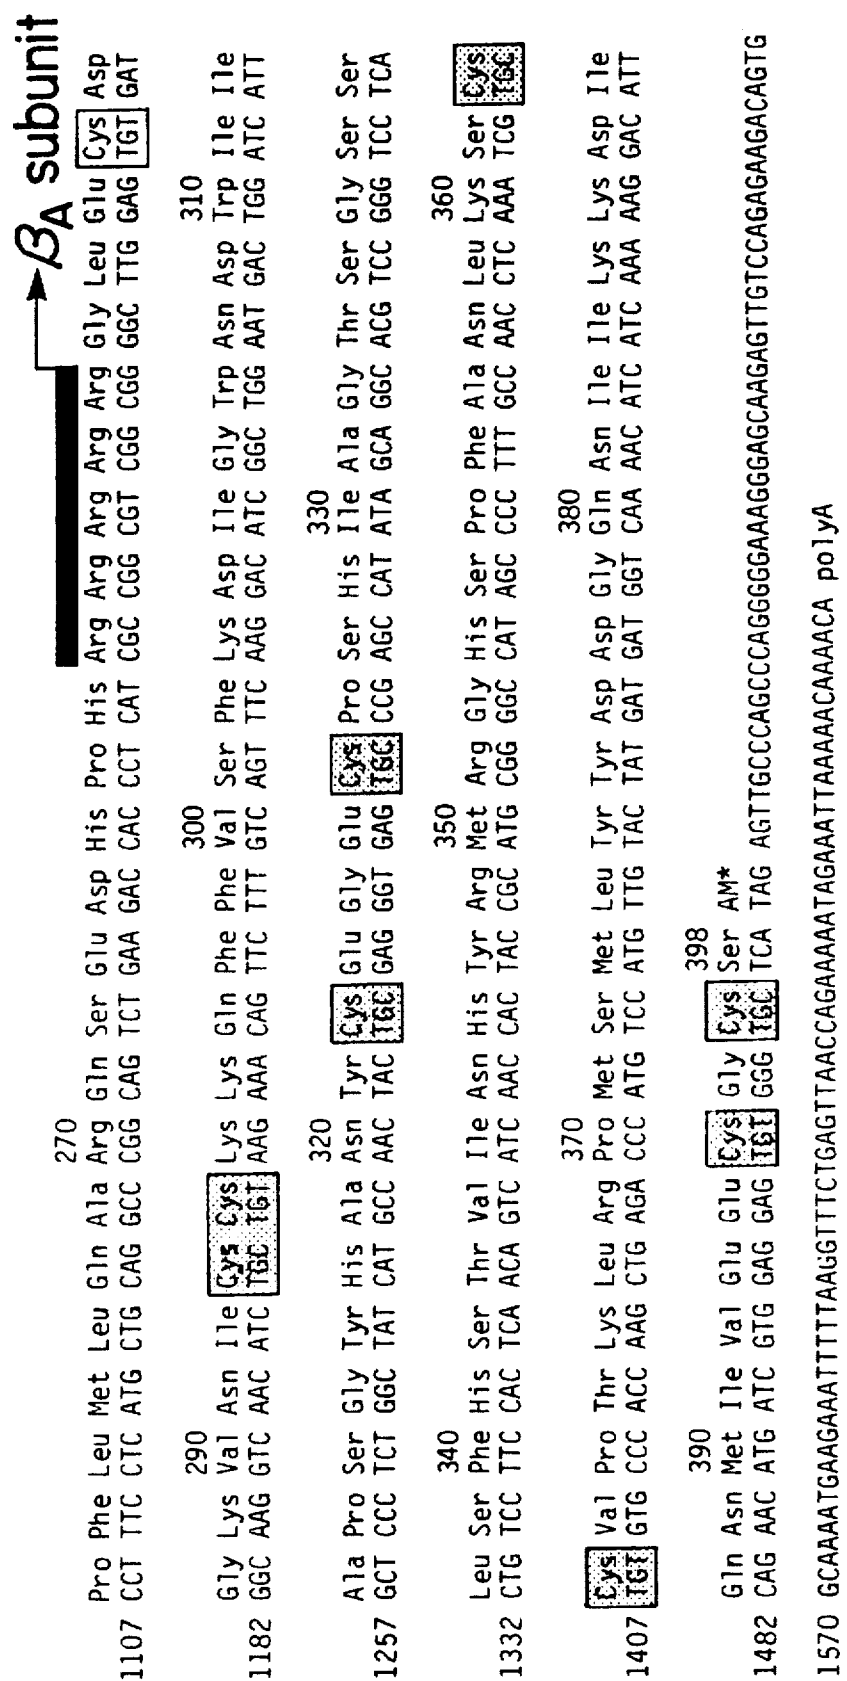 βA subunit
270
Pro Phe Leu Met Leu Gln Ala Arg Gln Ser Glu Asp His Pro His Arg Arg Arg Arg Arg Gly Leu Glu Cys Asp
1107 CCT TTC CTC ATG CTG CAG GCC CGG CAG TCT GAA GAC CAC CCT CAT CGC CGG CGT CGG CGG GGC TTG GAG TGT GAT
290 300 310
Gly Lys Val Asn Ile Cys Cys Lys Lys Gln Phe Phe Val Ser Phe Lys Asp Ile Gly Trp Asn Asp Trp Ile Ile
1182 GGC AAG GTC AAC ATC TGC TGT AAG AAA CAG TTC TTT GTC AGT TTC AAG GAC ATC GGC TGG AAT GAC TGG ATC ATT
320 330
Ala Pro Ser Gly Tyr His Ala Asn Tyr Cys Glu Gly Glu Cys Pro Ser His Ile Ala Gly Thr Ser Gly Ser Ser
1257 GCT CCC TCT GGC TAT CAT GCC AAC TAC TGC GAG GGT GAG TGC CCG AGC CAT ATA GCA GGC ACG TCC GGG TCC TCA
340 350 360
Leu Ser Phe His Ser Thr Val Ile Asn His Tyr Arg Met Arg Gly His Ser Pro Phe Ala Asn Leu Lys Ser Cys
1332 CTG TCC TTC CAC TCA ACA GTC ATC AAC CAC TAC CGC ATG CGG GGC CAT AGC CCC TTT GCC AAC CTC AAA TCG TGC
370 380
Cys Val Pro Thr Lys Leu Arg Pro Met Ser Met Leu Tyr Tyr Asp Asp Gly Gln Asn Ile Ile Lys Lys Asp Ile
1407 TGT GTG CCC ACC AAG CTG AGA CCC ATG TCC ATG TTG TAC TAT GAT GAT GGT CAA AAC ATC ATC AAA AAG GAC ATT
390 398
Gln Asn Met Ile Val Glu Glu Cys Gly Cys Ser AM*
1482 CAG AAC ATG ATC GTG GAG GAG TGT GGG TGC TCA TAG AGTTGCCCAGCCCAGGGGGAAAGGGAGCAAGAGTTGTCCAGAGAAGACAGTG
1570 GCAAAATGAAGAAATTTTTAAGGTTTCTGAGTTAACCAGAAAAATAGAAATTAAAAACAAAACA polyA